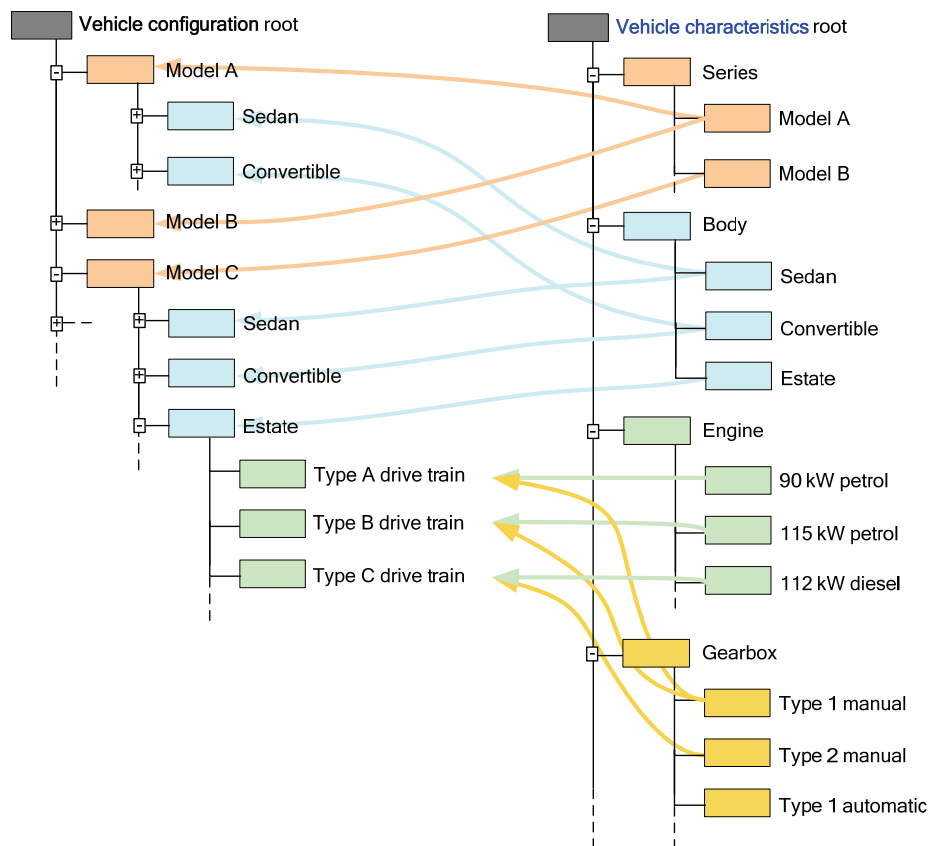 Vehicle configuration root
Model A
Sedan
Convertible
Model B
Model C
Sedan
Convertible
Estate
Type A drive train
Type B drive train
Type C drive train
Vehicle characteristics root
Series
Model A
Model B
Body
Sedan
Convertible
Estate
Engine
90 kW petrol
115 kW petrol
112 kW diesel
Gearbox
Type 1 manual
Type 2 manual
Type 1 automatic